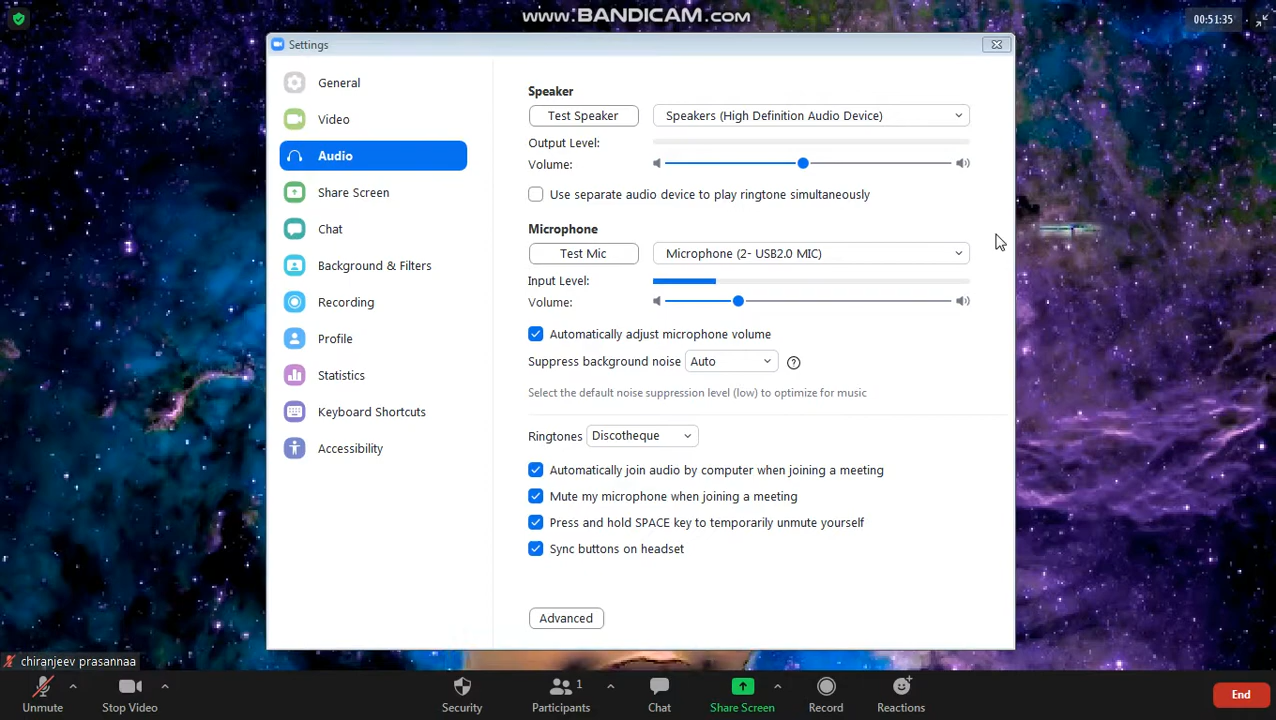 www.BANDICAM.com
00:51:35
Settings
General
Video
Audio
Share Screen
Chat
Background & Filters
Recording
Profile
Statistics
Keyboard Shortcuts
Accessibility
Speaker
Test Speaker
Speakers (High Definition Audio Device)
Output Level:
Volume:
Use separate audio device to play ringtone simultaneously
Microphone
Test Mic
Microphone (2- USB2.0 MIC)
Input Level:
Volume:
Automatically adjust microphone volume
Suppress background noise Auto
Select the default noise suppression level (low) to optimize for music
Ringtones Discotheque
Automatically join audio by computer when joining a meeting
Mute my microphone when joining a meeting
Press and hold SPACE key to temporarily unmute yourself
Sync buttons on headset
Advanced
chiranjeev prasannaa
Unmute
Stop Video
Security
Participants 1
Chat
Share Screen
Record
Reactions
End